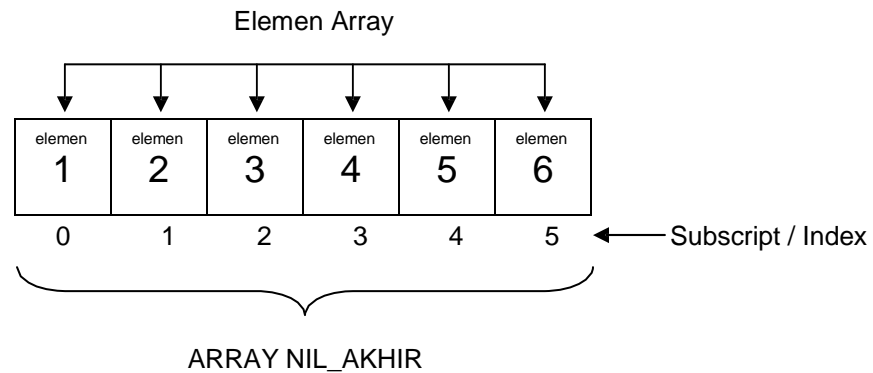 Elemen Array
elemen elemen elemen elemen elemen elemen
1 2 3 4 5 6
0 1 2 3 4 5 Subscript / Index
ARRAY NIL_AKHIR